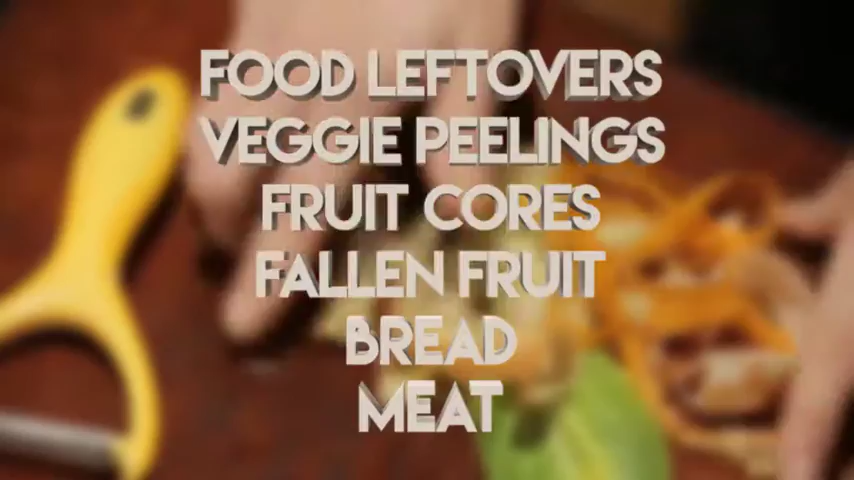 FOOD LEFTOVERS
VEGGIE PEELINGS
FRUIT CORES
FALLEN FRUIT
BREAD
MEAT